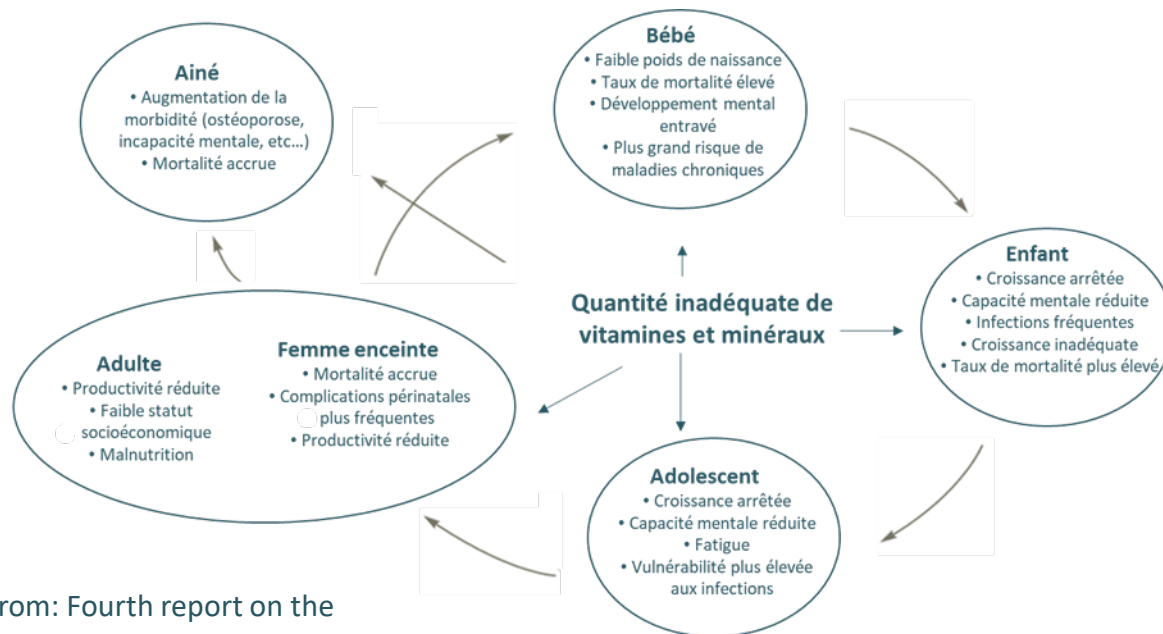 Bébé
• Faible poids de naissance
• Taux de mortalité élevé
• Développement mental
entravé
• Plus grand risque de
maladies chroniques
Ainé
• Augmentation de la
morbidité (ostéoporose,
incapacité mentale, etc...)
• Mortalité accrue
Enfant
• Croissance arrêtée
• Capacité mentale réduite
• Infections fréquentes
• Croissance inadéquate
• Taux de mortalité plus élevé
Quantité inadéquate de
vitamines et minéraux
Adulte
• Productivité réduite
• Faible statut
socioéconomique
• Malnutrition
Femme enceinte
• Mortalité accrue
• Complications périnatales
plus fréquentes
• Productivité réduite
Adolescent
• Croissance arrêtée
• Capacité mentale réduite
• Fatigue
• Vulnérabilité plus élevée
aux infections
rom: Fourth report on the